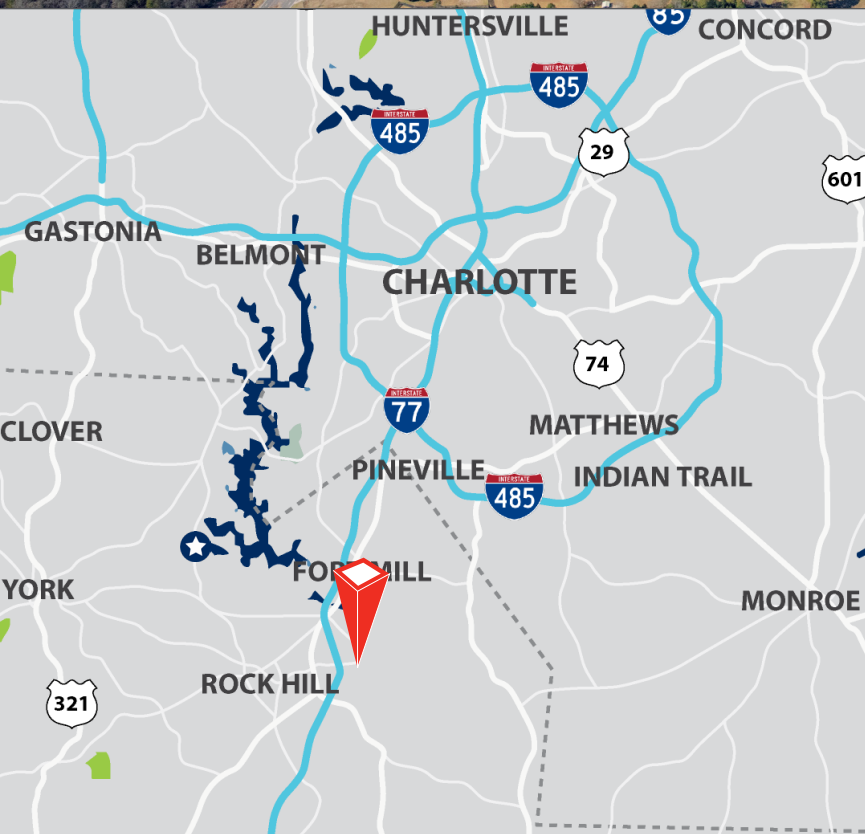 HUNTERSVILLE
85
CONCORD
INTERSTATE
485
INTERSTATE
485
29
601
GASTONIA
BELMONT
CHARLOTTE
74
INTERSTATE
77
CLOVER
MATTHEWS
PINEVILLE
INTERSTATE
485
INDIAN TRAIL
FORT MILL
YORK
MONROE
ROCK HILL
321